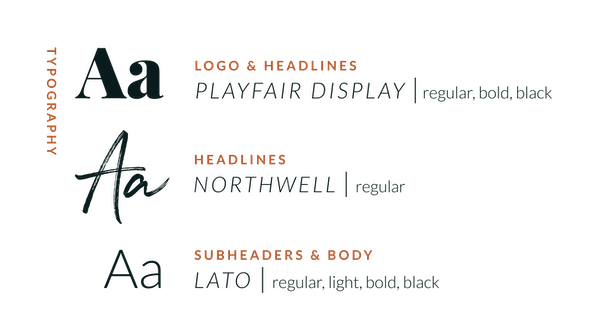 TYPOGRAPHY
Aa
LOGO & HEADLINES
PLAYFAIR DISPLAY | regular, bold, black
Aa
HEADLINES
NORTHWELL | regular
Aa
SUBHEADERS & BODY
LATO | regular, light, bold, black